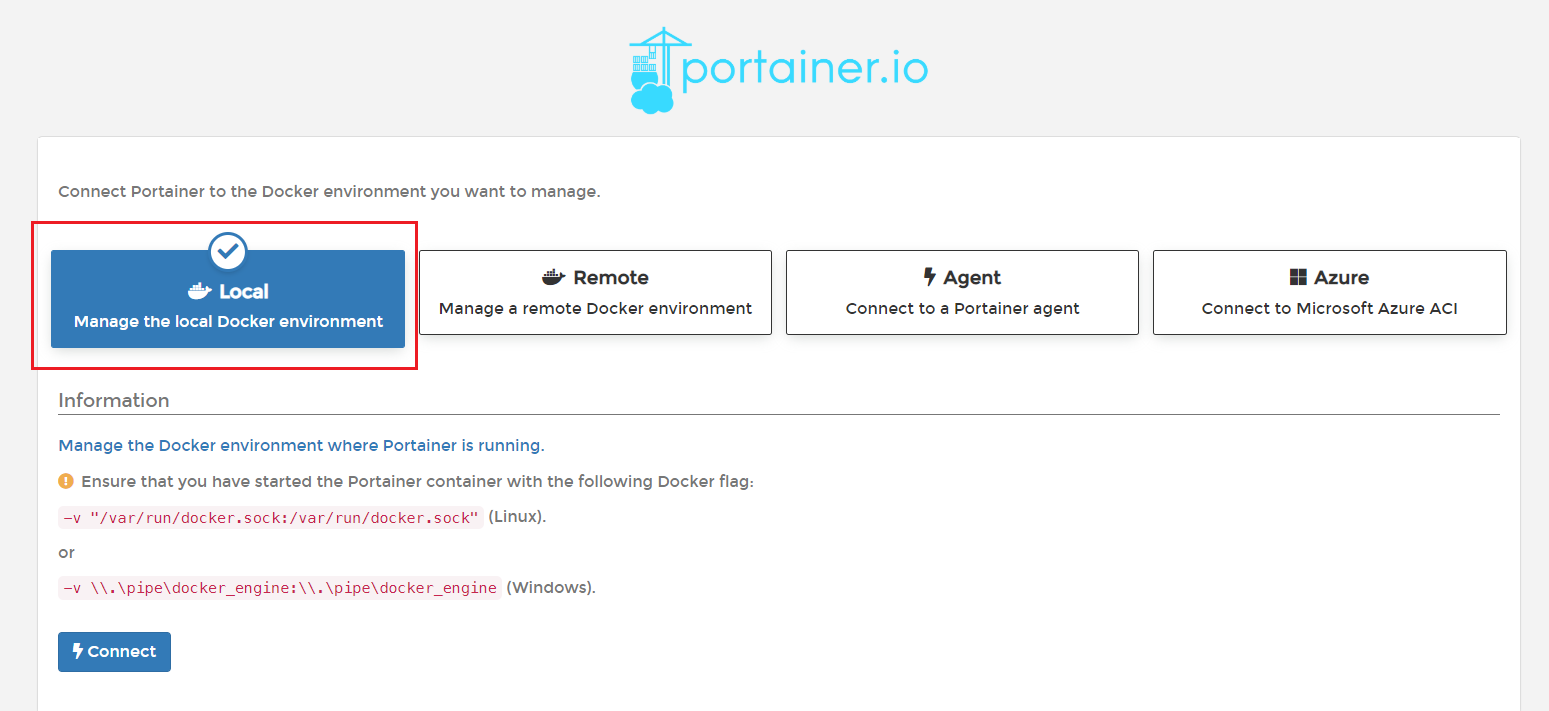 portainer.io
Connect Portainer to the Docker environment you want to manage.
Local
Manage the local Docker environment
Remote
Manage a remote Docker environment
Agent
Connect to a Portainer agent
Azure
Connect to Microsoft Azure ACI
Information
Manage the Docker environment where Portainer is running.
Ensure that you have started the Portainer container with the following Docker flag:
-v "/var/run/docker.sock:/var/run/docker.sock" (Linux).
or
-v \\.\pipe\docker_engine:\\.\pipe\docker_engine (Windows).
Connect